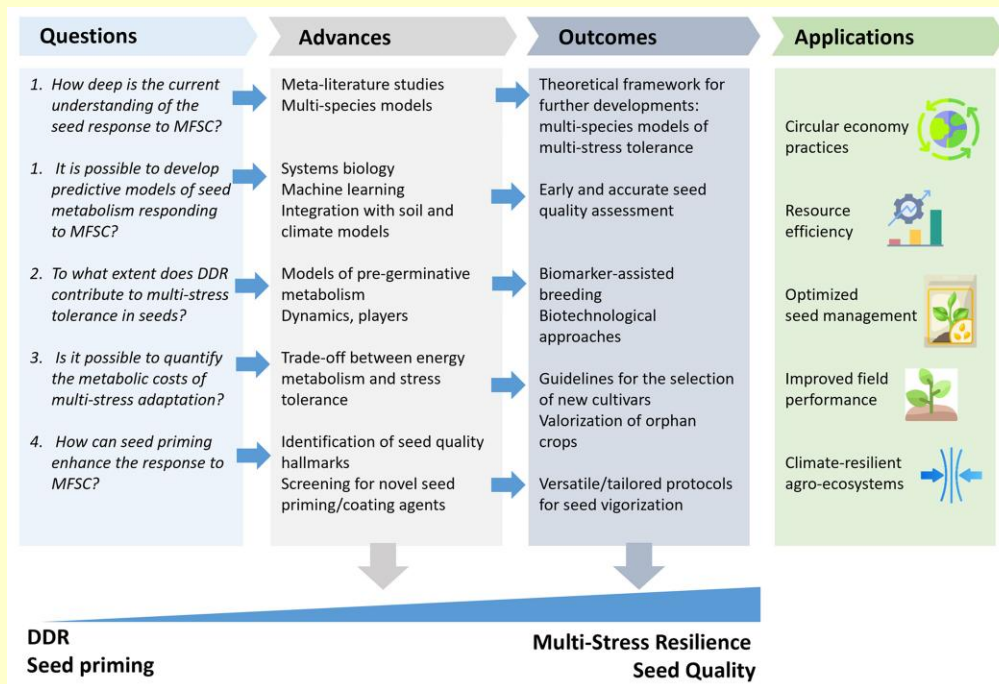 Questions
Advances
Outcomes
Applications
1. How deep is the current
understanding of the
seed response to MFSC?
1. It is possible to develop
predictive models of seed
metabolism responding
to MFSC?
2. To what extent does DDR
contribute to multi-stress
tolerance in seeds?
3. Is it possible to quantify
the metabolic costs of
multi-stress adaptation?
4. How can seed priming
enhance the response to
MFSC?
Meta-literature studies
Multi-species models
Systems biology
Machine learning
Integration with soil and
climate models
Models of pre-germinative
metabolism
Dynamics, players
Trade-off between energy
metabolism and stress
tolerance
Identification of seed quality
hallmarks
Screening for novel seed
priming/coating agents
Theoretical framework for
further developments:
multi-species models of
multi-stress tolerance
Early and accurate seed
quality assessment
Biomarker-assisted
breeding
Biotechnological
approaches
Guidelines for the selection
of new cultivars
Valorization of orphan
crops
Versatile/tailored protocols
for seed vigorization
Circular economy
practices
Resource
efficiency
Optimized
seed management
Improved field
performance
Climate-resilient
agro-ecosystems
DDR
Seed priming
Multi-Stress Resilience
Seed Quality